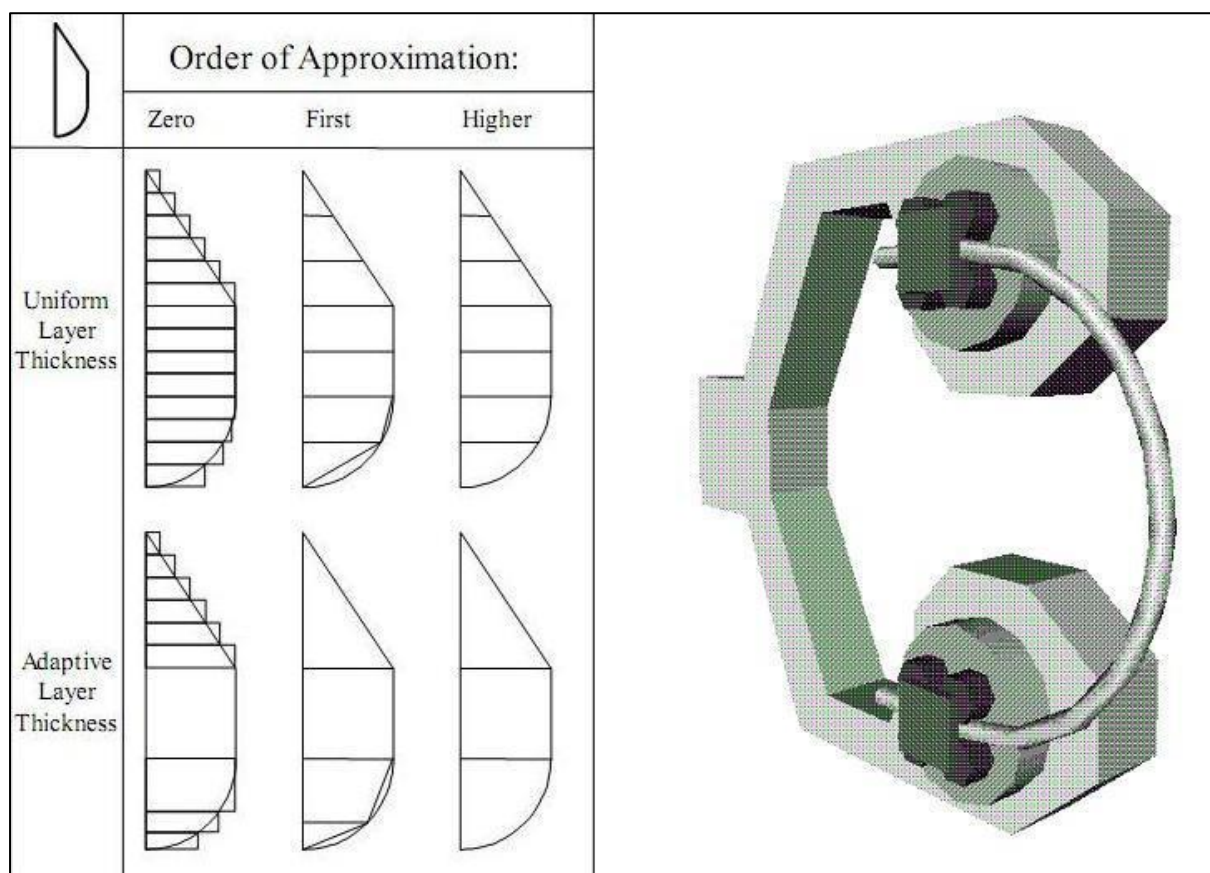 Order of Approximation:
Zero First Higher
Uniform
Layer
Thickness
Adaptive
Layer
Thickness